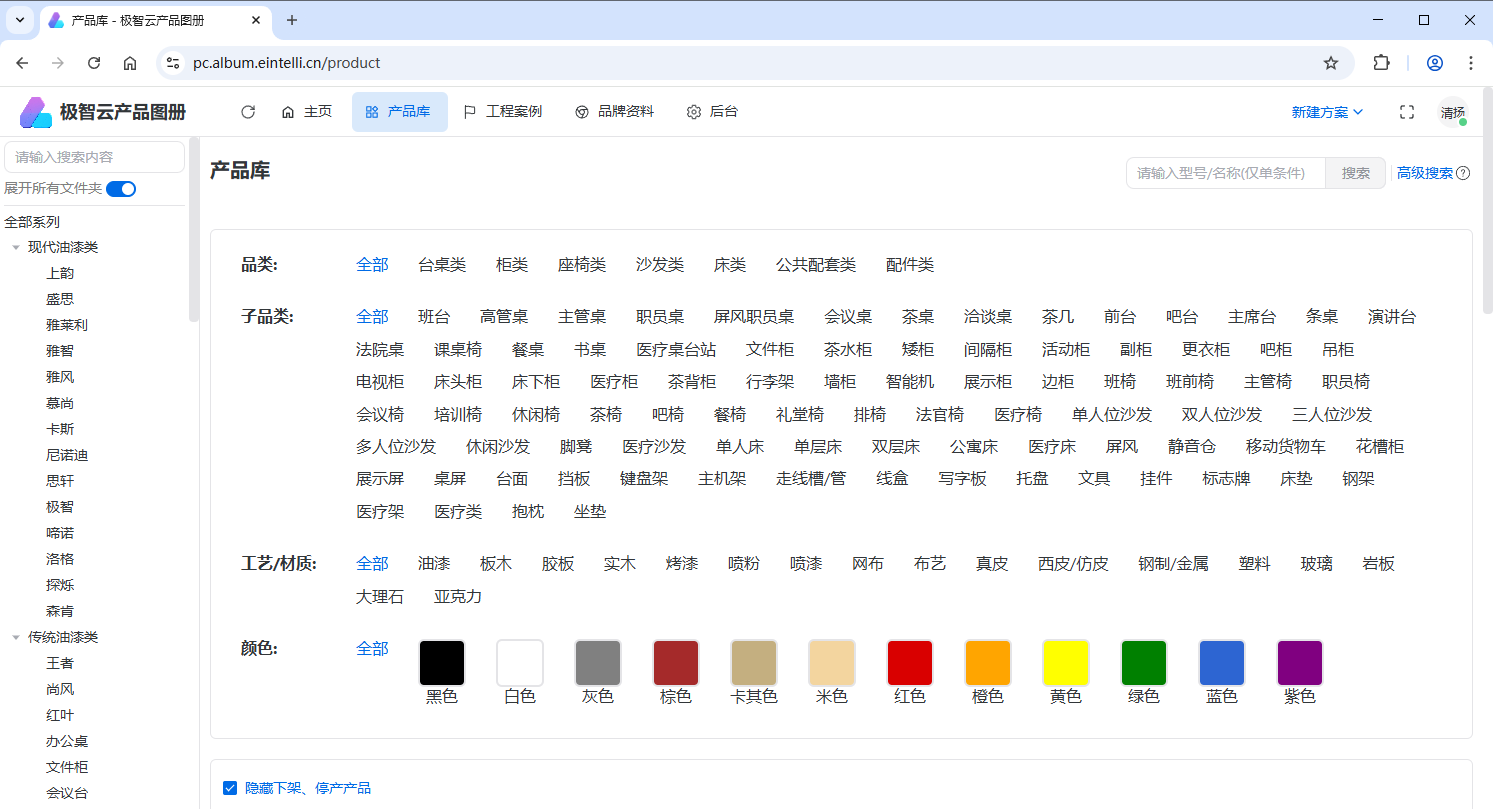 产品库 - 极智云产品图册
pc.album.eintelli.cn/product
极智云产品图册 主页 产品库 工程案例 品牌资料 后台 新建方案 清扬
请输入搜索内容
展开所有文件夹
全部系列
现代油漆类
上韵
盛思
雅莱利
雅智
雅风
慕尚
卡斯
尼诺迪
思轩
极智
啼诺
洛格
探烁
森肯
传统油漆类
王者
尚风
红叶
办公桌
文件柜
会议台
产品库
请输入型号/名称(仅单条件) 搜索 高级搜索
品类: 全部 台桌类 柜类 座椅类 沙发类 床类 公共配套类 配件类
子品类: 全部 班台 高管桌 主管桌 职员桌 屏风职员桌 会议桌 茶桌 洽谈桌 茶几 前台 吧台 主席台 条桌 演讲台
法院桌 课桌椅 餐桌 书桌 医疗桌台站 文件柜 茶水柜 矮柜 间隔柜 活动柜 副柜 更衣柜 吧柜 吊柜
电视柜 床头柜 床下柜 医疗柜 茶背柜 行李架 墙柜 智能机 展示柜 边柜 班椅 班前椅 主管椅 职员椅
会议椅 培训椅 休闲椅 茶椅 吧椅 餐椅 礼堂椅 排椅 法官椅 医疗椅 单人位沙发 双人位沙发 三人位沙发
多人位沙发 休闲沙发 脚凳 医疗沙发 单人床 单层床 双层床 公寓床 医疗床 屏风 静音仓 移动货物车 花槽柜
展示屏 桌屏 台面 挡板 键盘架 主机架 走线槽/管 线盒 写字板 托盘 文具 挂件 标志牌 床垫 钢架
医疗架 医疗类 抱枕 坐垫
工艺/材质: 全部 油漆 板木 胶板 实木 烤漆 喷粉 喷漆 网布 布艺 真皮 西皮/仿皮 钢制/金属 塑料 玻璃 岩板
大理石 亚克力
颜色: 全部
黑色 白色 灰色 棕色 卡其色 米色 红色 橙色 黄色 绿色 蓝色 紫色
隐藏下架、停产产品